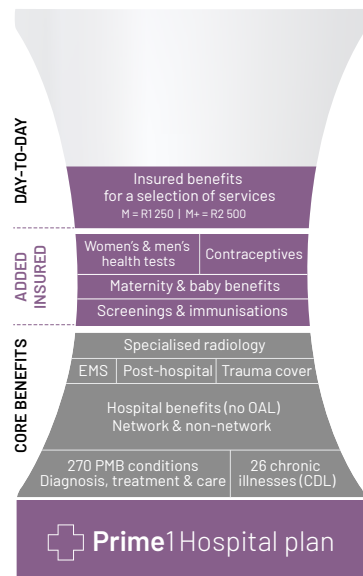 DAY-TO-DAY
Insured benefits
for a selection of services
M = R1 250 | M+ = R2 500
ADDED
INSURED
Women's & men's
health tests
Contraceptives
Maternity & baby benefits
Screenings & immunisations
CORE BENEFITS
Specialised radiology
EMS
Post-hospital
Trauma cover
Hospital benefits (no OAL)
Network & non-network
270 PMB conditions
Diagnosis, treatment & care
26 chronic
illnesses (CDL)
Prime1 Hospital plan